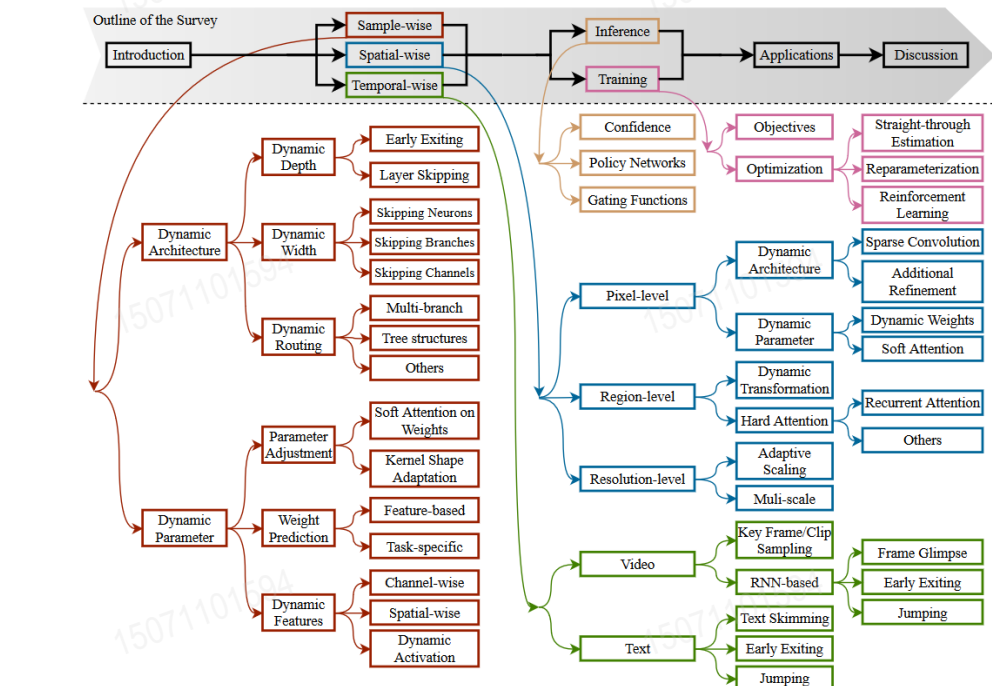 Outline of the Survey
Introduction
Sample-wise
Spatial-wise
Temporal-wise
Inference
Training
Applications
Discussion
Dynamic
Architecture
Dynamic
Depth
Early Exiting
Layer Skipping
Dynamic
Width
Skipping Neurons
Skipping Branches
Skipping Channels
Dynamic
Routing
Multi-branch
Tree structures
Others
Dynamic
Parameter
Parameter
Adjustment
Soft Attention on
Weights
Kernel Shape
Adaptation
Weight
Prediction
Feature-based
Task-specific
Dynamic
Features
Channel-wise
Spatial-wise
Dynamic
Activation
Confidence
Policy Networks
Gating Functions
Objectives
Optimization
Straight-through
Estimation
Reparameterization
Reinforcement
Learning
Pixel-level
Dynamic
Architecture
Sparse Convolution
Additional
Refinement
Dynamic
Parameter
Dynamic Weights
Soft Attention
Region-level
Dynamic
Transformation
Hard Attention
Recurrent Attention
Others
Resolution-level
Adaptive
Scaling
Muli-scale
Video
Key Frame/Clip
Sampling
RNN-based
Frame Glimpse
Early Exiting
Jumping
Text
Text Skimming
Early Exiting
Jumping
15071101594
15071101594
15071101594